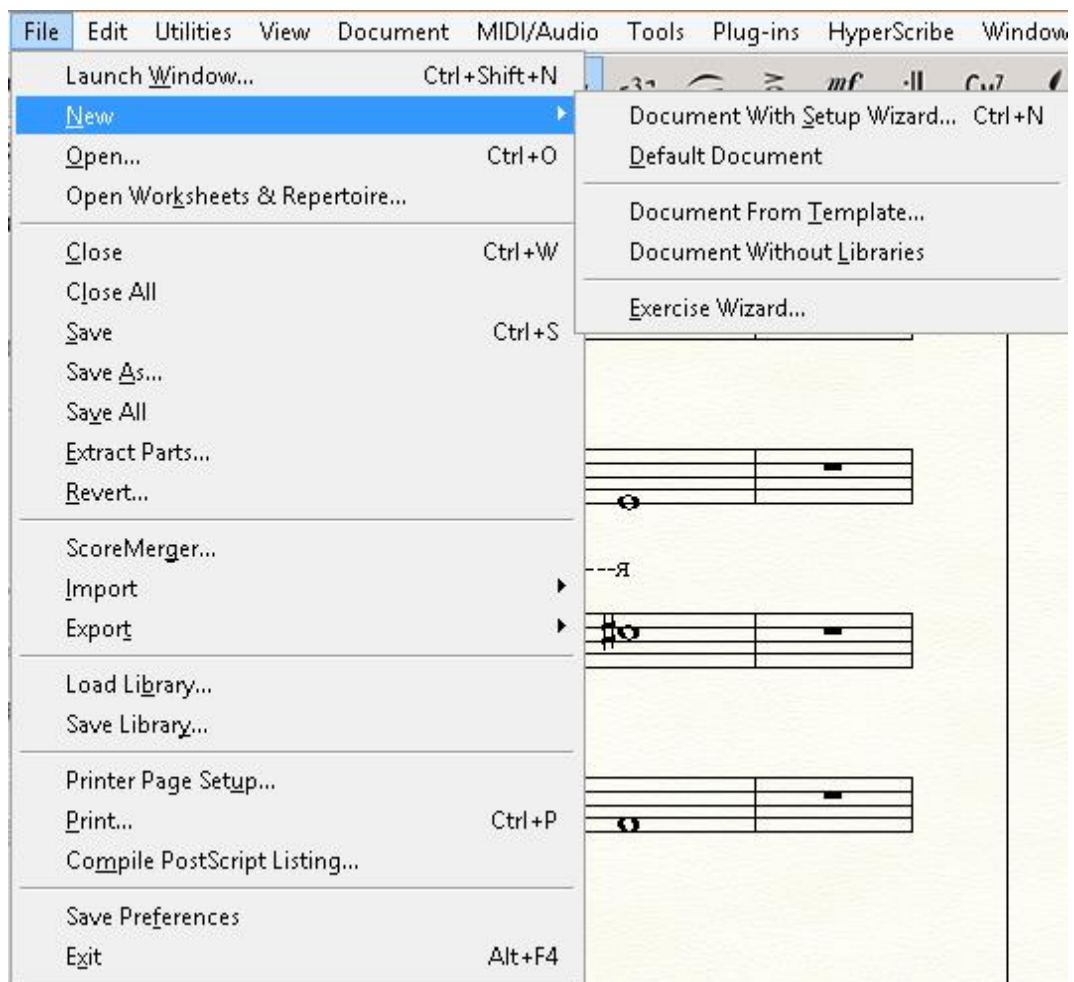 File Edit Utilities View Document MIDI/Audio Tools Plug-ins HyperScribe Window
Launch Window... Ctrl+Shift+N
New
Open... Ctrl+O
Open Worksheets & Repertoire...
Close Ctrl+W
Close All
Save Ctrl+S
Save As...
Save All
Extract Parts...
Revert...
ScoreMerger...
Import
Export
Load Library...
Save Library...
Printer Page Setup...
Print... Ctrl+P
Compile PostScript Listing...
Save Preferences
Exit Alt+F4
Document With Setup Wizard... Ctrl+N
Default Document
Document From Template...
Document Without Libraries
Exercise Wizard...